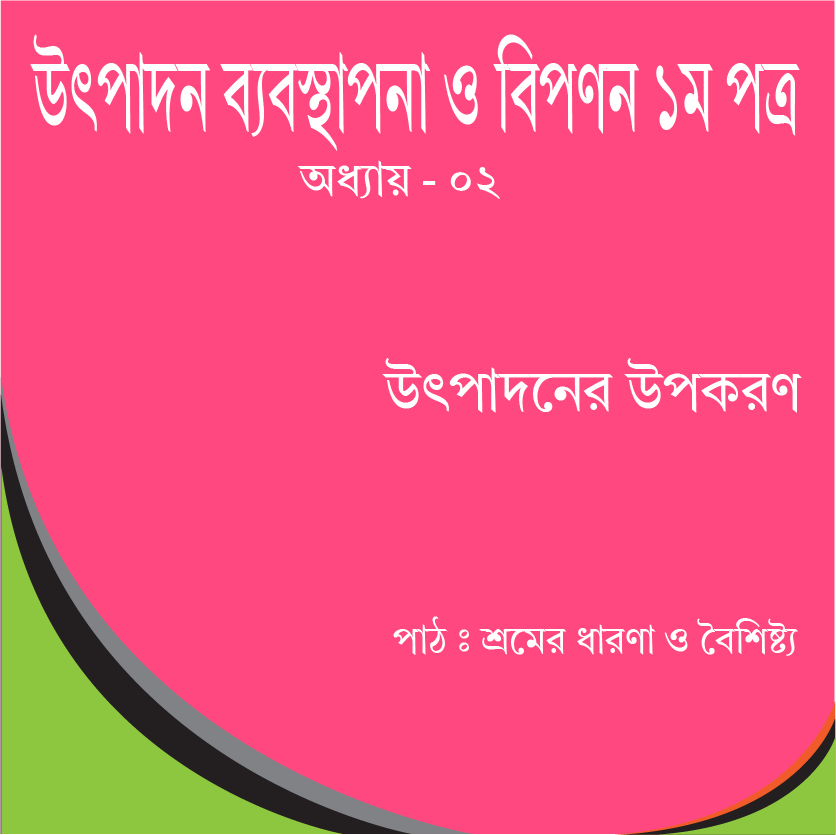 উৎপাদন ব্যবস্থাপনা ও বিপণন ১ম পত্র
অধ্যায় - ০২
উৎপাদনের উপকরণ
পাঠ ঃ শ্রমের ধারণা ও বৈশিষ্ট্য